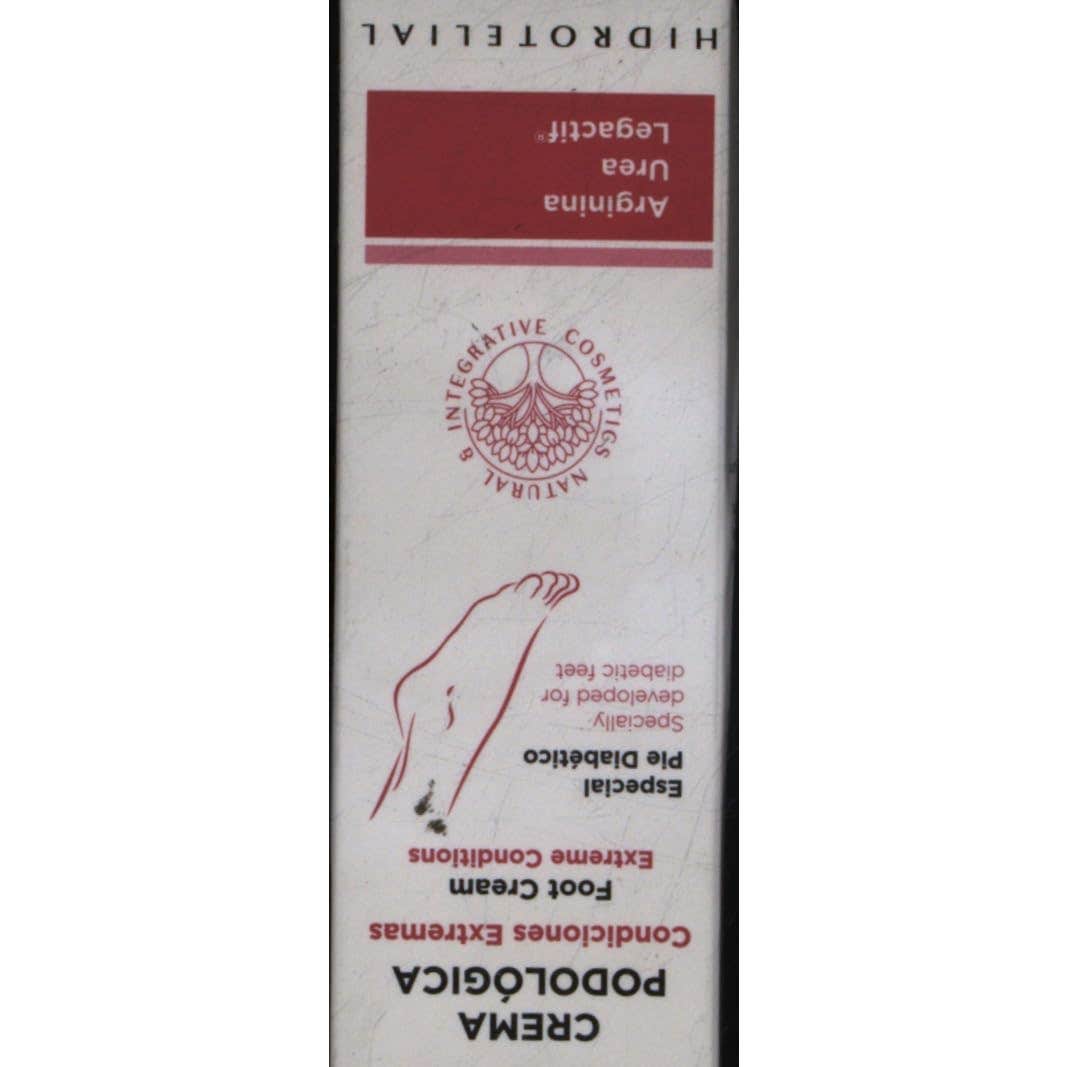 CREMA
PODOLÓGICA
Condiciones Extremas
Foot Cream
Extreme Conditions
Especial
Pie Diabético
Specially
developed for
diabetic feet
NATURAL & INTEGRATIVE COSMETICS
Arginina
Urea
Legactif®
HIDROTELIAL